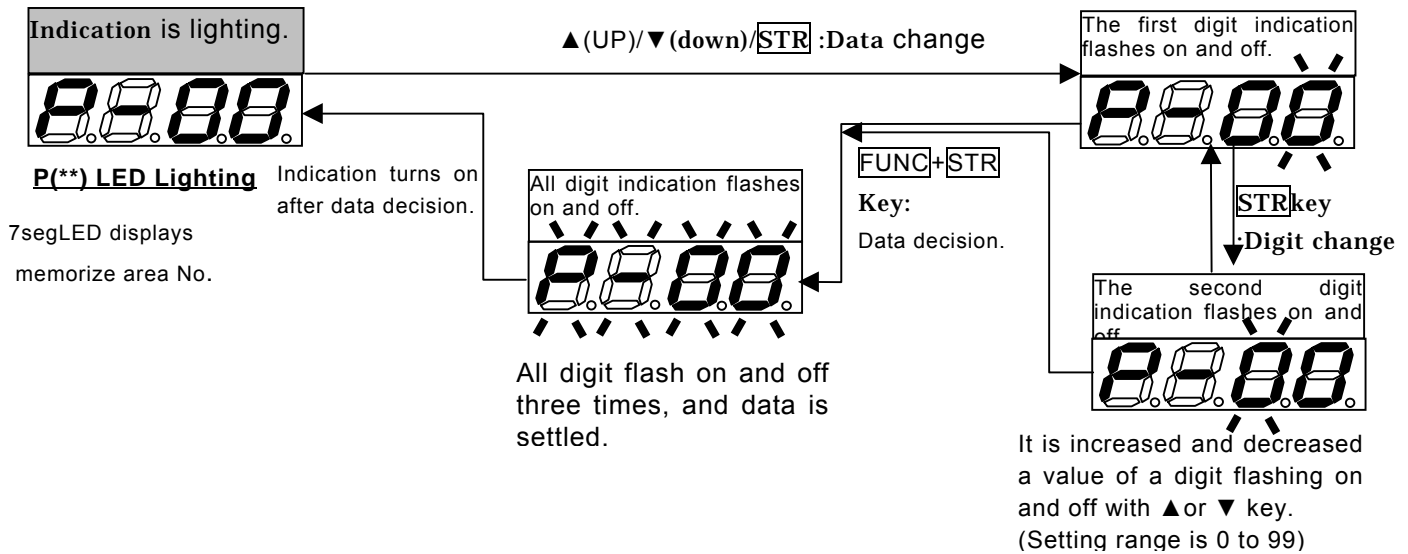 Indication is lighting.
▲(UP)/▼(down)/STR :Data change
The first digit indication
flashes on and off.
P-00
P-00
P(**) LED Lighting
7segLED displays
memorize area No.
Indication turns on
after data decision.
All digit indication flashes
on and off.
P-00
All digit flash on and off
three times, and data is
settled.
FUNC+STR
Key:
Data decision.
STRkey
:Digit change
The second digit
indication flashes on and
off
P-00
It is increased and decreased
a value of a digit flashing on
and off with ▲or ▼ key.
(Setting range is 0 to 99)